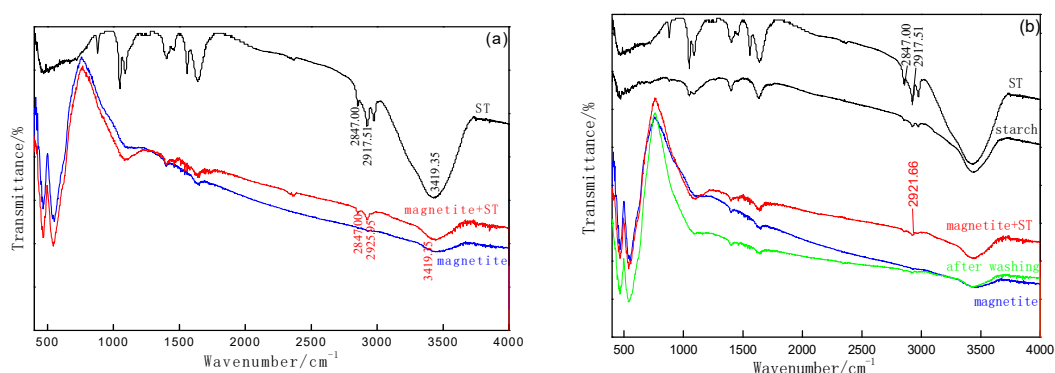 (a)
Transmittance/%
2847.00
2917.51
3419.35
ST
magnetite+ST
2847.00
2925.95
3419.35
magnetite
500 1000 1500 2000 2500 3000 3500 4000
Wavenumber/cm⁻¹
(b)
Transmittance/%
2847.00
2917.51
ST
starch
2921.66
magnetite+ST
after washing
magnetite
500 1000 1500 2000 2500 3000 3500 4000
Wavenumber/cm⁻¹